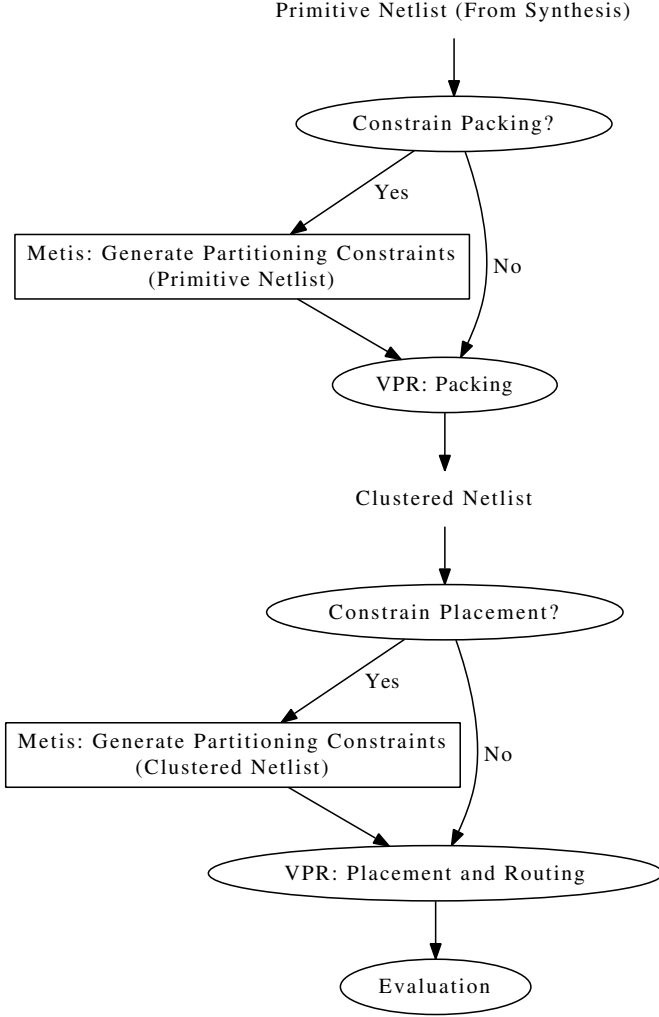 Primitive Netlist (From Synthesis)
Constrain Packing?
Yes
Metis: Generate Partitioning Constraints
(Primitive Netlist)
No
VPR: Packing
Clustered Netlist
Constrain Placement?
Yes
Metis: Generate Partitioning Constraints
(Clustered Netlist)
No
VPR: Placement and Routing
Evaluation